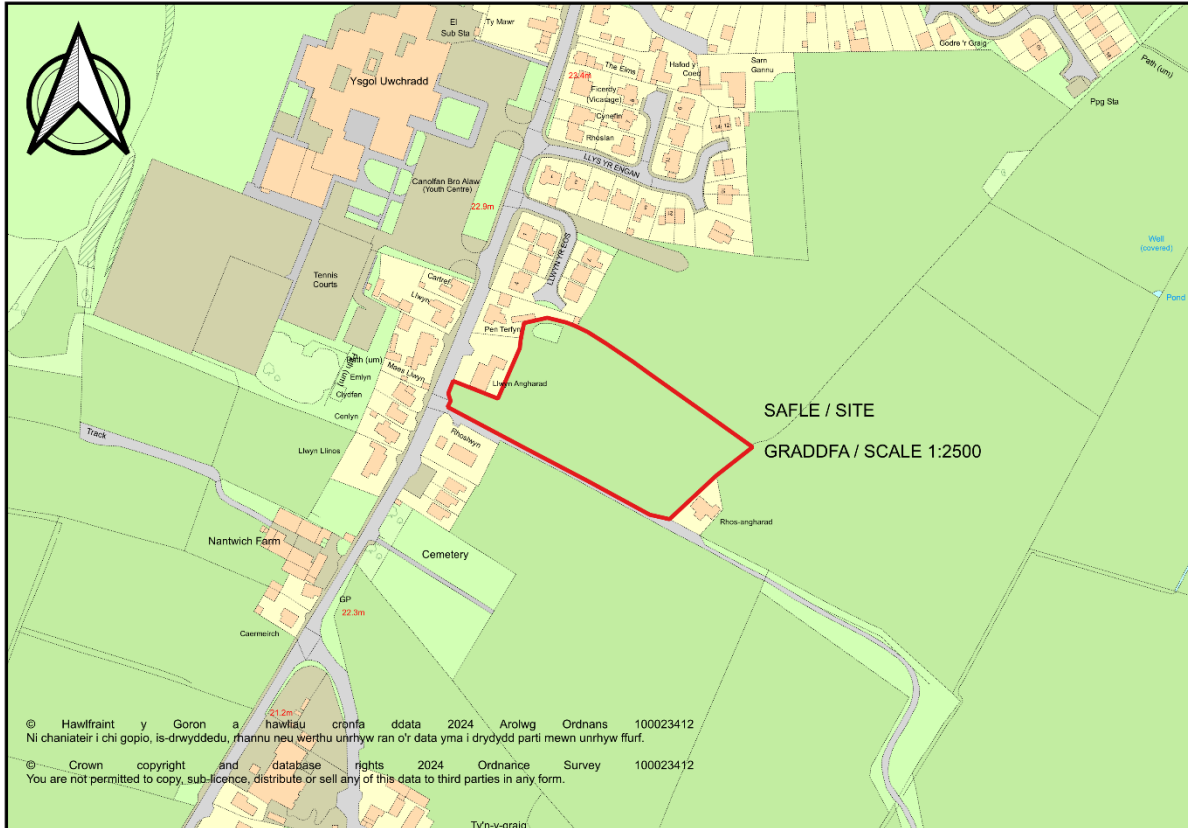 El
Sub Sta
Ty Mawr
Ysgol Uwchradd
22.4m
The Elms
Hafod y
Coed
Sarn
Gannu
Godre 'r Graig
Path (um)
Ppg Sta
Ficerdy
(Vicarage)
Cynefin
Rhoslan
LLYS YR ENGAN
Canolfan Bro Alaw
(Youth Centre)
22.9m
LLWYN YR EOS
Well
(covered)
Pond
Tennis
Courts
Cartref
Llwyn
Pen Terfyn
Path (um)
Path (um)
Maes Llwyn
Emlyn
Clydfan
Cenlyn
Llwyn Angharad
SAFLE / SITE
GRADDFA / SCALE 1:2500
Track
Llwyn Llinos
Rhoslwyn
Rhos-angharad
Nantwich Farm
Cemetery
GP
22.3m
Caermeirch
21.2m
© Hawlfraint y Goron a hawliau cronfa ddata 2024 Arolwg Ordnans 100023412
Ni chaniateir i chi gopio, is-drwyddedu, rhannu neu werthu unrhyw ran o'r data yma i drydydd parti mewn unrhyw ffurf.
© Crown copyright and database rights 2024 Ordnance Survey 100023412
You are not permitted to copy, sub-licence, distribute or sell any of this data to third parties in any form.
Ty'n-y-graig